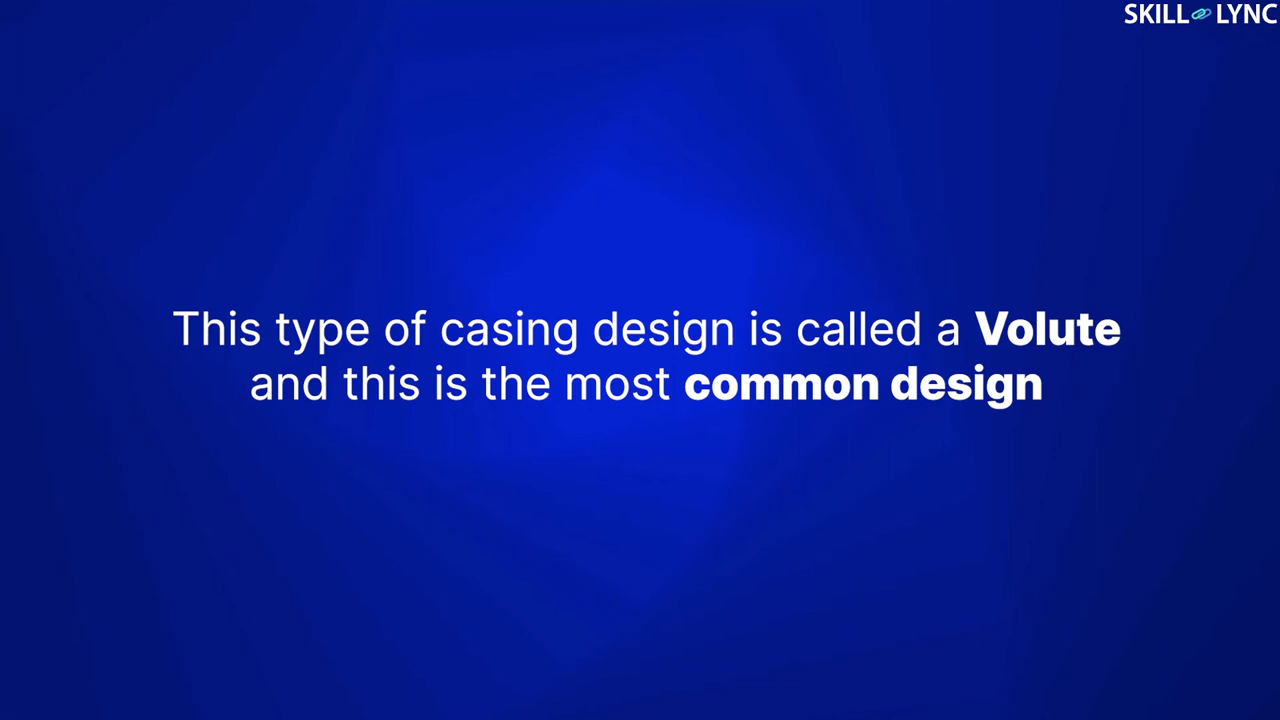 SKILL LYNC
This type of casing design is called a Volute
and this is the most common design